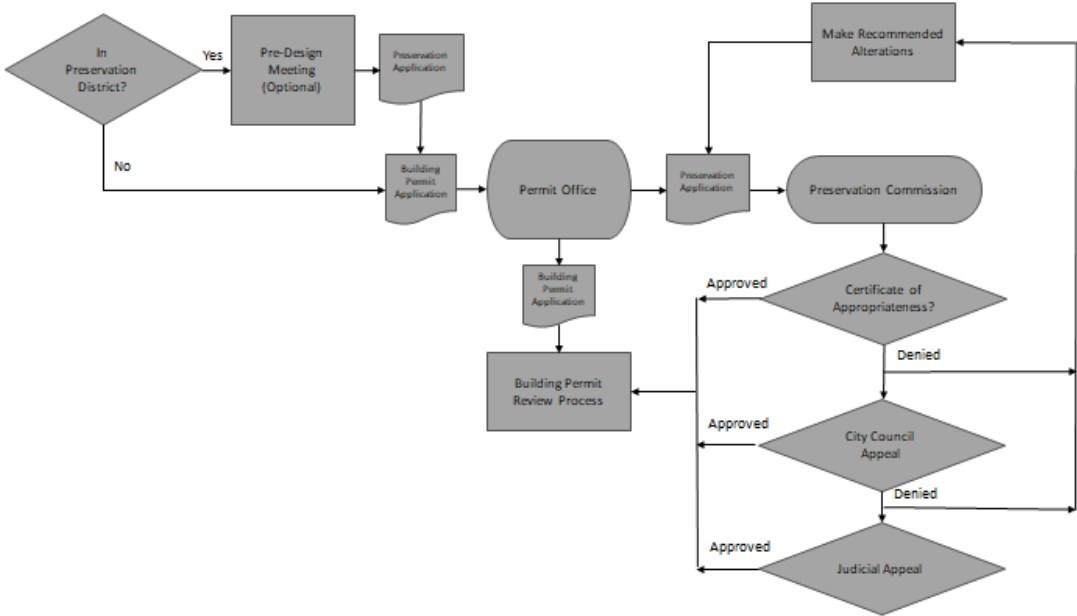 In
Preservation
District?
Yes
Pre-Design
Meeting
(Optional)
Preservation
Application
Make Recommended
Alterations
No
Building
Permit
Application
Permit Office
Preservation
Application
Preservation Commission
Building
Permit
Application
Approved
Certificate of
Appropriateness?
Denied
Building Permit
Review Process
Approved
City Council
Appeal
Denied
Approved
Judicial Appeal